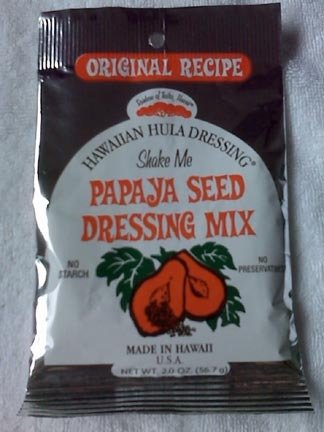 ORIGINAL RECIPE
HAWAIIAN HULA DRESSING®
Shake Me
PAPAYA SEED
DRESSING MIX
NO
STARCH
NO
PRESERVATIVES
MADE IN HAWAII
U.S.A.
NET WT. 2.0 OZ. (56.7 g)